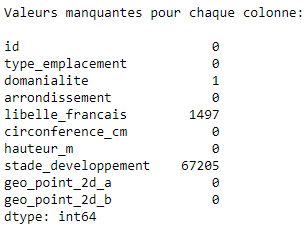 Valeurs manquantes pour chaque colonne:
id 0
type_emplacement 0
domanialite 1
arrondissement 0
libelle_francais 1497
circonference_cm 0
hauteur_m 0
stade_developpement 67205
geo_point_2d_a 0
geo_point_2d_b 0
dtype: int64